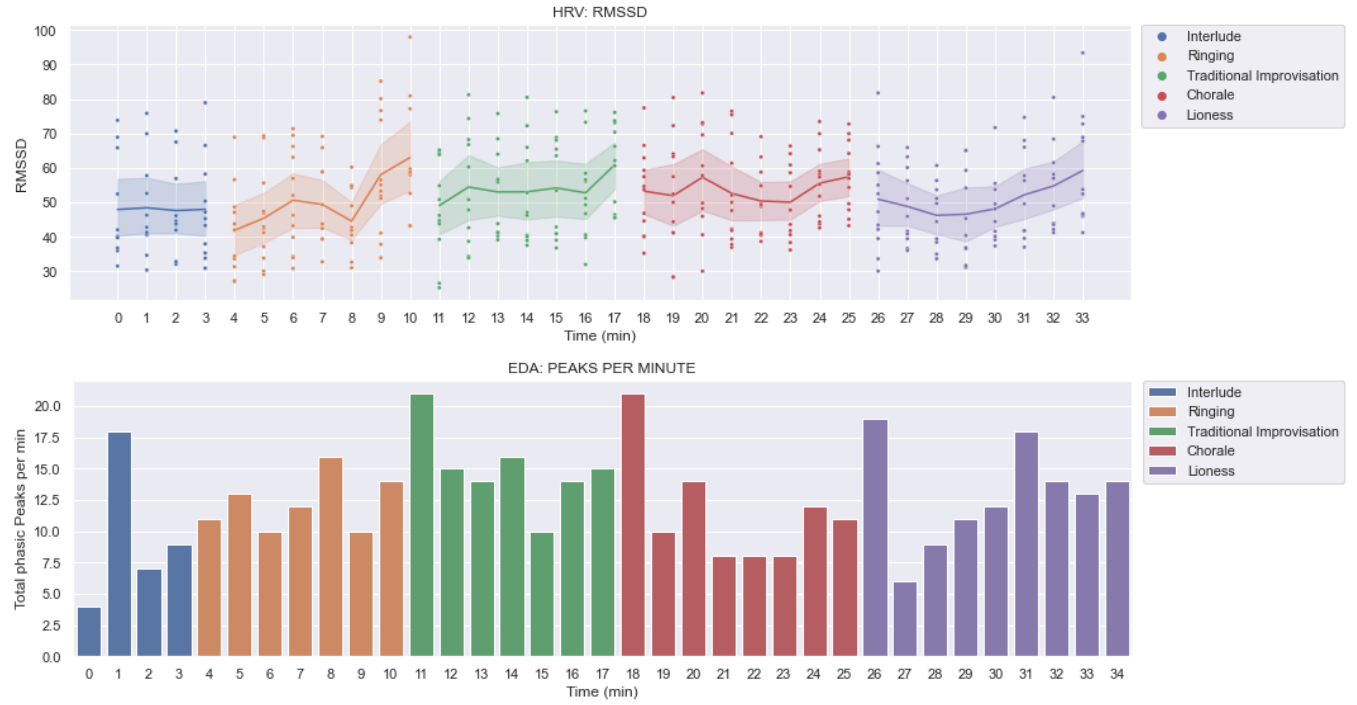 HRV: RMSSD
100
90
80
70
60
50
40
30
RMSSD
0 1 2 3 4 5 6 7 8 9 10 11 12 13 14 15 16 17 18 19 20 21 22 23 24 25 26 27 28 29 30 31 32 33
Time (min)
Interlude
Ringing
Traditional Improvisation
Chorale
Lioness
EDA: PEAKS PER MINUTE
20.0
17.5
15.0
12.5
10.0
7.5
5.0
2.5
0.0
Total phasic Peaks per min
0 1 2 3 4 5 6 7 8 9 10 11 12 13 14 15 16 17 18 19 20 21 22 23 24 25 26 27 28 29 30 31 32 33 34
Time (min)
Interlude
Ringing
Traditional Improvisation
Chorale
Lioness